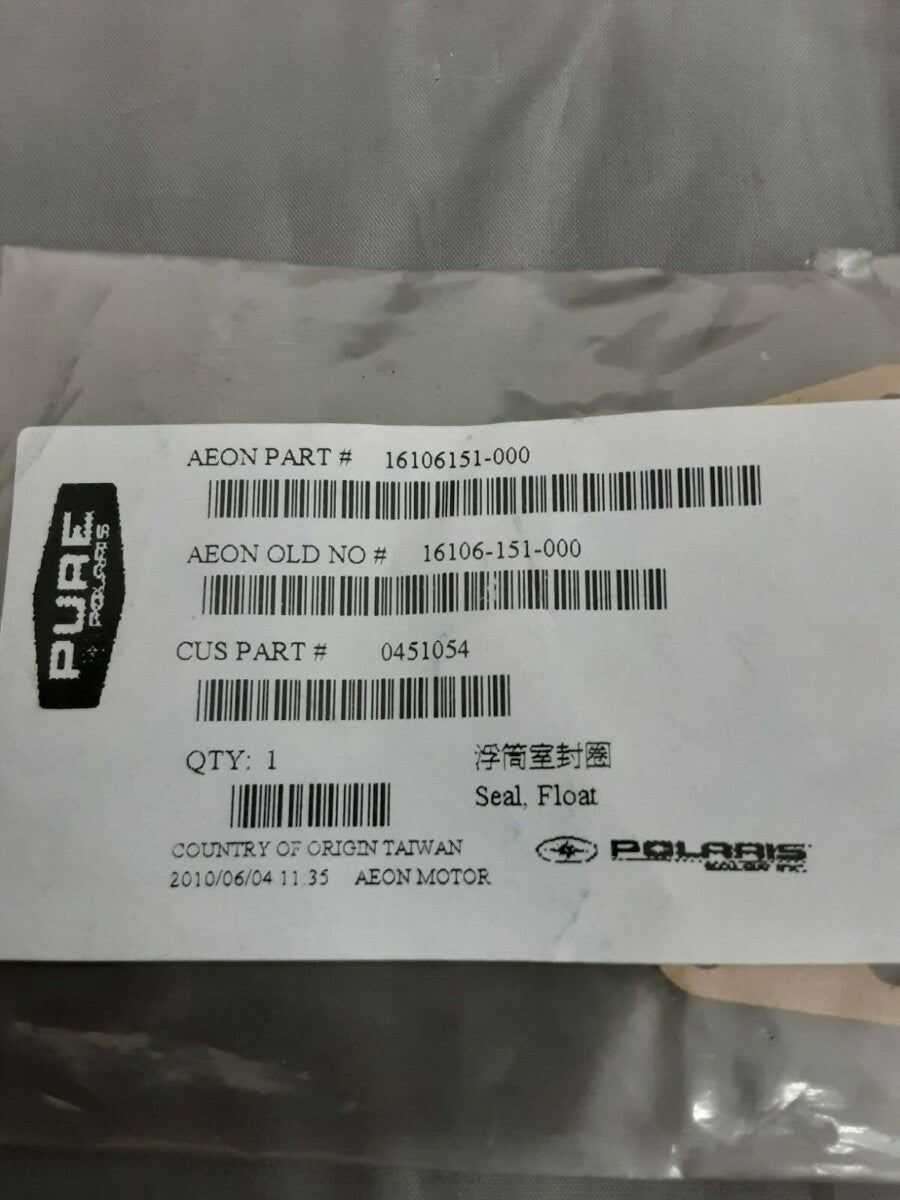 PURE
POLARIS
AEON PART # 16106151-000
AEON OLD NO # 16106-151-000
CUS PART # 0451054
QTY: 1
浮筒室封圈
Seal, Float
COUNTRY OF ORIGIN TAIWAN
2010/06/04 11:35 AEON MOTOR
POLARIS